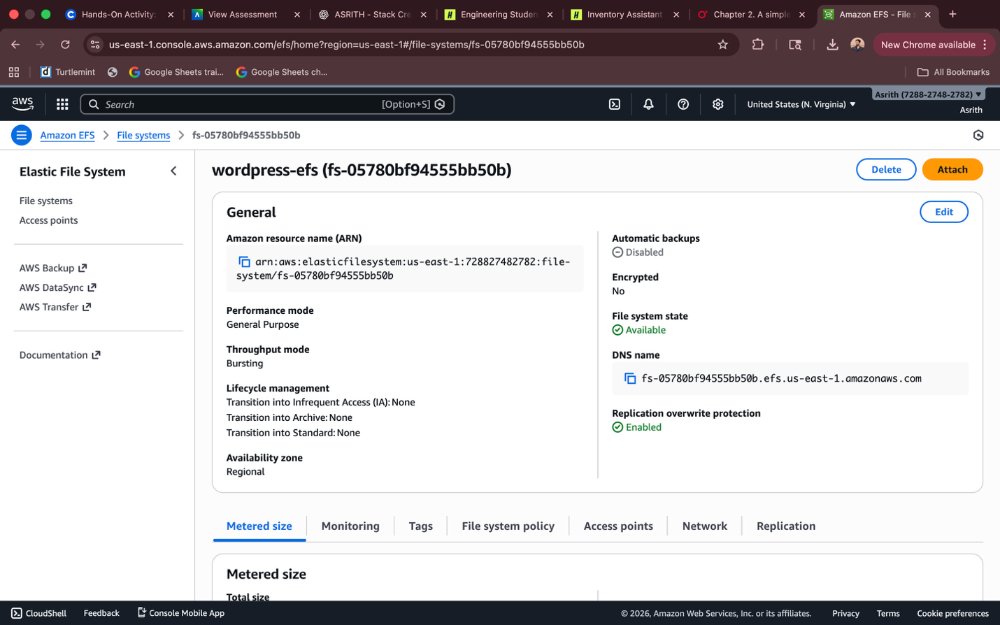 Hands-On Activity:
View Assessment
ASRITH - Stack Cre
Engineering Studen
Inventory Assistant
Chapter 2. A simple
Amazon EFS - File s
us-east-1.console.aws.amazon.com/efs/home?region=us-east-1#/file-systems/fs-05780bf94555bb50b
New Chrome available
Turtlemint
Google Sheets trai...
Google Sheets ch...
All Bookmarks
aws
Search
[Option+S]
United States (N. Virginia)
Asrith (7288-2748-2782)
Asrith
Amazon EFS
File systems
fs-05780bf94555bb50b
Elastic File System
File systems
Access points
AWS Backup
AWS DataSync
AWS Transfer
Documentation
wordpress-efs (fs-05780bf94555bb50b)
Delete
Attach
General
Edit
Amazon resource name (ARN)
arn:aws:elasticfilesystem:us-east-1:728827482782:file-
system/fs-05780bf94555bb50b
Performance mode
General Purpose
Throughput mode
Bursting
Lifecycle management
Transition into Infrequent Access (IA): None
Transition into Archive: None
Transition into Standard: None
Availability zone
Regional
Automatic backups
Disabled
Encrypted
No
File system state
Available
DNS name
fs-05780bf94555bb50b.efs.us-east-1.amazonaws.com
Replication overwrite protection
Enabled
Metered size
Monitoring
Tags
File system policy
Access points
Network
Replication
Metered size
Total size
CloudShell
Feedback
Console Mobile App
© 2026, Amazon Web Services, Inc. or its affiliates.
Privacy
Terms
Cookie preferences